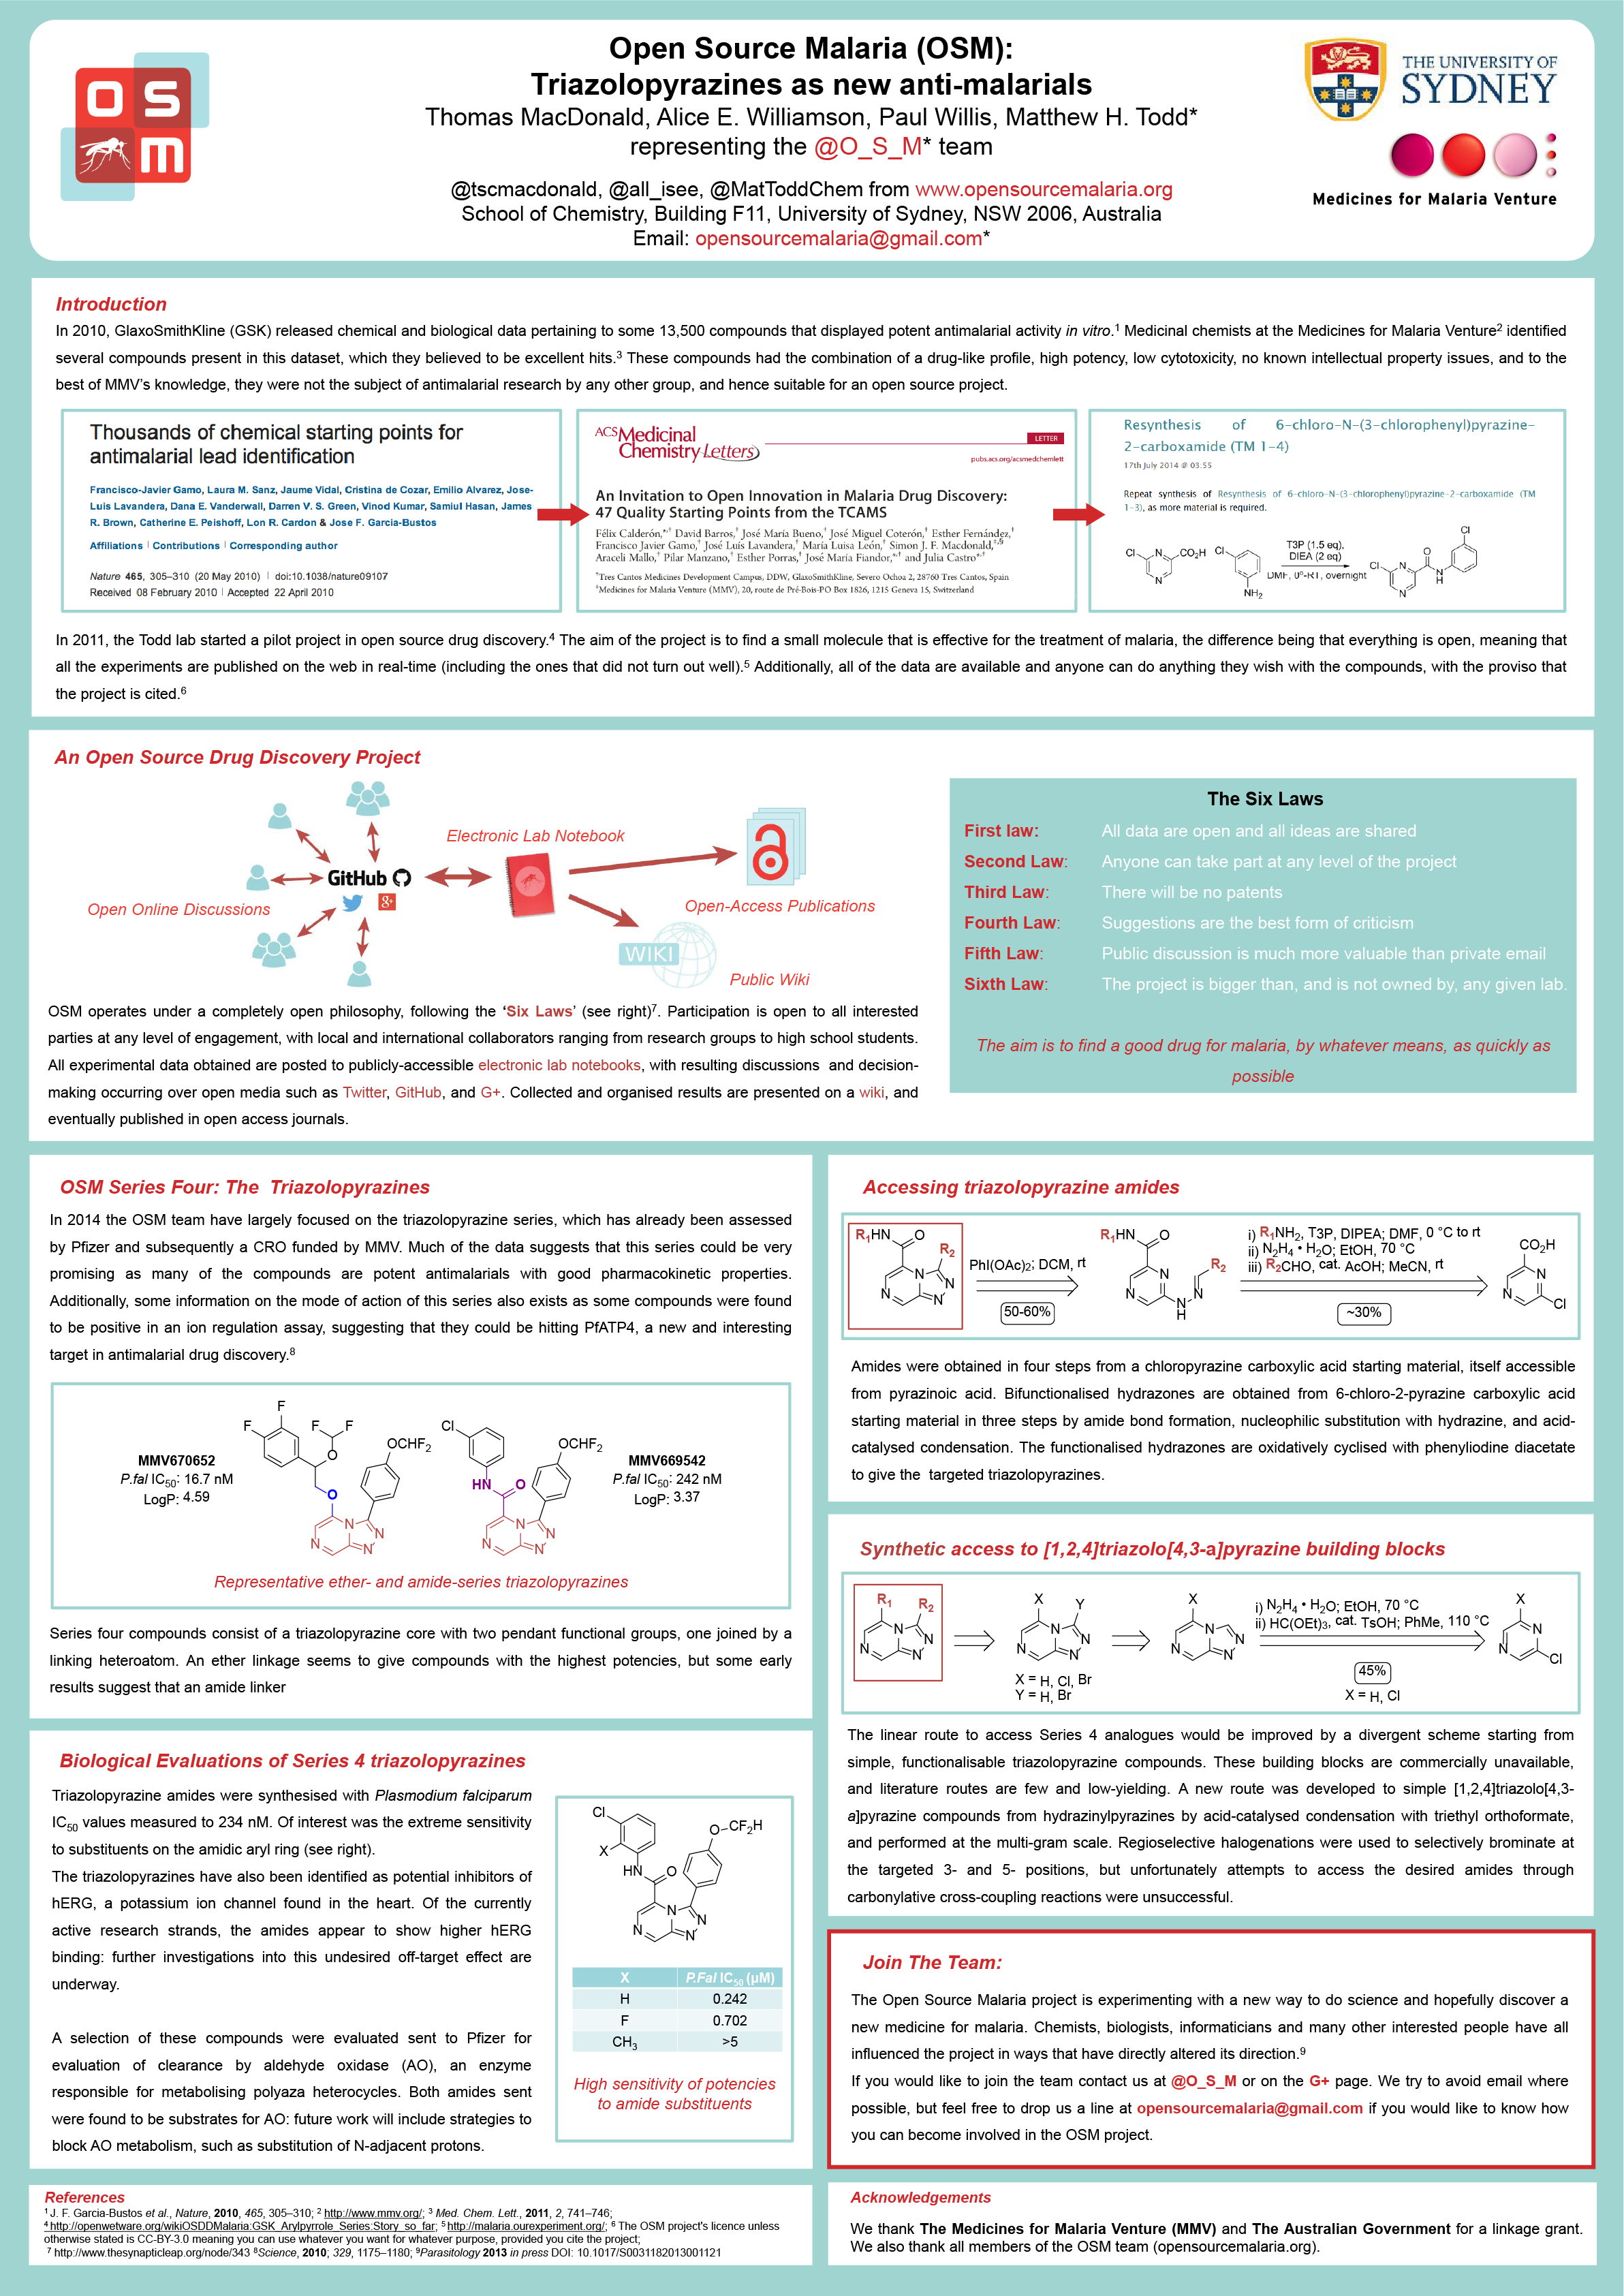 O S M
Open Source Malaria (OSM):
Triazolopyrazines as new anti-malarials
Thomas MacDonald, Alice E. Williamson, Paul Willis, Matthew H. Todd*
representing the @O_S_M* team
@tscmacdonald, @all_isee, @MatToddChem from www.opensourcemalaria.org
School of Chemistry, Building F11, University of Sydney, NSW 2006, Australia
Email: opensourcemalaria@gmail.com*
THE UNIVERSITY OF
SYDNEY
Medicines for Malaria Venture
Introduction
In 2010, GlaxoSmithKline (GSK) released chemical and biological data pertaining to some 13,500 compounds that displayed potent antimalarial activity in vitro.1 Medicinal chemists at the Medicines for Malaria Venture2 identified
several compounds present in this dataset, which they believed to be excellent hits.3 These compounds had the combination of a drug-like profile, high potency, low cytotoxicity, no known intellectual property issues, and to the
best of MMV's knowledge, they were not the subject of antimalarial research by any other group, and hence suitable for an open source project.
Thousands of chemical starting points for
antimalarial lead identification
Francisco-Javier Gamo, Laura M. Sanz, Jaume Vidal, Cristina de Cozar, Emilio Alvarez, Jose-
Luis Lavandera, Dana E. Vanderwall, Darren V. S. Green, Vinod Kumar, Samiul Hasan, James
R. Brown, Catherine E. Peishoff, Lon R. Cardon & Jose F. Garcia-Bustos
Affiliations | Contributions | Corresponding author
Nature 465, 305–310 (20 May 2010) | doi:10.1038/nature09107
Received 08 February 2010 | Accepted 22 April 2010
ACS Medicinal
Chemistry Letters
LETTER
pubs.acs.org/acsmedchemlett
An Invitation to Open Innovation in Malaria Drug Discovery:
47 Quality Starting Points from the TCAMS
Félix Calderón,*,† David Barros,† José María Bueno,† José Miguel Coterón,† Esther Fernández,†
Francisco Javier Gamo,† José Luís Lavandera,† María Luisa León,† Simon J. F. Macdonald,†,§
Araceli Mallo,† Pilar Manzano,† Esther Porras,† José María Fiandor,*,† and Julia Castro*,†
†Tres Cantos Medicines Development Campus, DDW, GlaxoSmithKline, Severo Ochoa 2, 28760 Tres Cantos, Spain
‡Medicines for Malaria Venture (MMV), 20, route de Pré-Bois-PO Box 1826, 1215 Geneva 15, Switzerland
Resynthesis of 6-chloro-N-(3-chlorophenyl)pyrazine-
2-carboxamide (TM 1-4)
17th July 2014 @ 03:55
Repeat synthesis of Resynthesis of 6-chloro-N-(3-chlorophenyl)pyrazine-2-carboxamide (TM
1-3), as more material is required.
Cl N N CO2H Cl NH2
T3P (1.5 eq),
DIEA (2 eq)
DMF, 0°-RT, overnight
Cl N N O N H Cl
In 2011, the Todd lab started a pilot project in open source drug discovery.4 The aim of the project is to find a small molecule that is effective for the treatment of malaria, the difference being that everything is open, meaning that
all the experiments are published on the web in real-time (including the ones that did not turn out well).5 Additionally, all of the data are available and anyone can do anything they wish with the compounds, with the proviso that
the project is cited.6
An Open Source Drug Discovery Project
Electronic Lab Notebook
GitHub
g+
Open Online Discussions
Open-Access Publications
WIKI
Public Wiki
OSM operates under a completely open philosophy, following the 'Six Laws' (see right)7. Participation is open to all interested
parties at any level of engagement, with local and international collaborators ranging from research groups to high school students.
All experimental data obtained are posted to publicly-accessible electronic lab notebooks, with resulting discussions and decision-
making occurring over open media such as Twitter, GitHub, and G+. Collected and organised results are presented on a wiki, and
eventually published in open access journals.
The Six Laws
First law: All data are open and all ideas are shared
Second Law: Anyone can take part at any level of the project
Third Law: There will be no patents
Fourth Law: Suggestions are the best form of criticism
Fifth Law: Public discussion is much more valuable than private email
Sixth Law: The project is bigger than, and is not owned by, any given lab.
The aim is to find a good drug for malaria, by whatever means, as quickly as
possible
OSM Series Four: The Triazolopyrazines
In 2014 the OSM team have largely focused on the triazolopyrazine series, which has already been assessed
by Pfizer and subsequently a CRO funded by MMV. Much of the data suggests that this series could be very
promising as many of the compounds are potent antimalarials with good pharmacokinetic properties.
Additionally, some information on the mode of action of this series also exists as some compounds were found
to be positive in an ion regulation assay, suggesting that they could be hitting PfATP4, a new and interesting
target in antimalarial drug discovery.8
MMV670652
P.fal IC50: 16.7 nM
LogP: 4.59
F F F F O O OCHF2 N N N N
Cl HN O OCHF2 N N N N
MMV669542
P.fal IC50: 242 nM
LogP: 3.37
Representative ether- and amide-series triazolopyrazines
Series four compounds consist of a triazolopyrazine core with two pendant functional groups, one joined by a
linking heteroatom. An ether linkage seems to give compounds with the highest potencies, but some early
results suggest that an amide linker
Biological Evaluations of Series 4 triazolopyrazines
Triazolopyrazine amides were synthesised with Plasmodium falciparum
IC50 values measured to 234 nM. Of interest was the extreme sensitivity
to substituents on the amidic aryl ring (see right).
The triazolopyrazines have also been identified as potential inhibitors of
hERG, a potassium ion channel found in the heart. Of the currently
active research strands, the amides appear to show higher hERG
binding: further investigations into this undesired off-target effect are
underway.
A selection of these compounds were evaluated sent to Pfizer for
evaluation of clearance by aldehyde oxidase (AO), an enzyme
responsible for metabolising polyaza heterocycles. Both amides sent
were found to be substrates for AO: future work will include strategies to
block AO metabolism, such as substitution of N-adjacent protons.
Cl X HN O O CF2H N N N N
X P.Fal IC50 (µM)
H 0.242
F 0.702
CH3 >5
High sensitivity of potencies
to amide substituents
Accessing triazolopyrazine amides
R1HN O R2 N N N N
PhI(OAc)2; DCM, rt
50-60%
R1HN O N N N H N R2
i) R1NH2, T3P, DIPEA; DMF, 0 °C to rt
ii) N2H4 • H2O; EtOH, 70 °C
iii) R2CHO, cat. AcOH; MeCN, rt
~30%
CO2H N N Cl
Amides were obtained in four steps from a chloropyrazine carboxylic acid starting material, itself accessible
from pyrazinoic acid. Bifunctionalised hydrazones are obtained from 6-chloro-2-pyrazine carboxylic acid
starting material in three steps by amide bond formation, nucleophilic substitution with hydrazine, and acid-
catalysed condensation. The functionalised hydrazones are oxidatively cyclised with phenyliodine diacetate
to give the targeted triazolopyrazines.
Synthetic access to [1,2,4]triazolo[4,3-a]pyrazine building blocks
R1 R2 N N N N
X Y N N N N
X = H, Cl, Br
Y = H, Br
X N N N N
i) N2H4 • H2O; EtOH, 70 °C
ii) HC(OEt)3, cat. TsOH; PhMe, 110 °C
45%
X = H, Cl
X N N Cl
The linear route to access Series 4 analogues would be improved by a divergent scheme starting from
simple, functionalisable triazolopyrazine compounds. These building blocks are commercially unavailable,
and literature routes are few and low-yielding. A new route was developed to simple [1,2,4]triazolo[4,3-
a]pyrazine compounds from hydrazinylpyrazines by acid-catalysed condensation with triethyl orthoformate,
and performed at the multi-gram scale. Regioselective halogenations were used to selectively brominate at
the targeted 3- and 5- positions, but unfortunately attempts to access the desired amides through
carbonylative cross-coupling reactions were unsuccessful.
Join The Team:
The Open Source Malaria project is experimenting with a new way to do science and hopefully discover a
new medicine for malaria. Chemists, biologists, informaticians and many other interested people have all
influenced the project in ways that have directly altered its direction.9
If you would like to join the team contact us at @O_S_M or on the G+ page. We try to avoid email where
possible, but feel free to drop us a line at opensourcemalaria@gmail.com if you would like to know how
you can become involved in the OSM project.
References
1 J. F. Garcia-Bustos et al., Nature, 2010, 465, 305–310; 2 http://www.mmv.org/; 3 Med. Chem. Lett., 2011, 2, 741–746;
4 http://openwetware.org/wikiOSDDMalaria:GSK_Arylpyrrole_Series:Story_so_far; 5 http://malaria.ourexperiment.org/; 6 The OSM project's licence unless
otherwise stated is CC-BY-3.0 meaning you can use whatever you want for whatever purpose, provided you cite the project;
7 http://www.thesynapticleap.org/node/343 8Science, 2010; 329, 1175–1180; 9Parasitology 2013 in press DOI: 10.1017/S0031182013001121
Acknowledgements
We thank The Medicines for Malaria Venture (MMV) and The Australian Government for a linkage grant.
We also thank all members of the OSM team (opensourcemalaria.org).